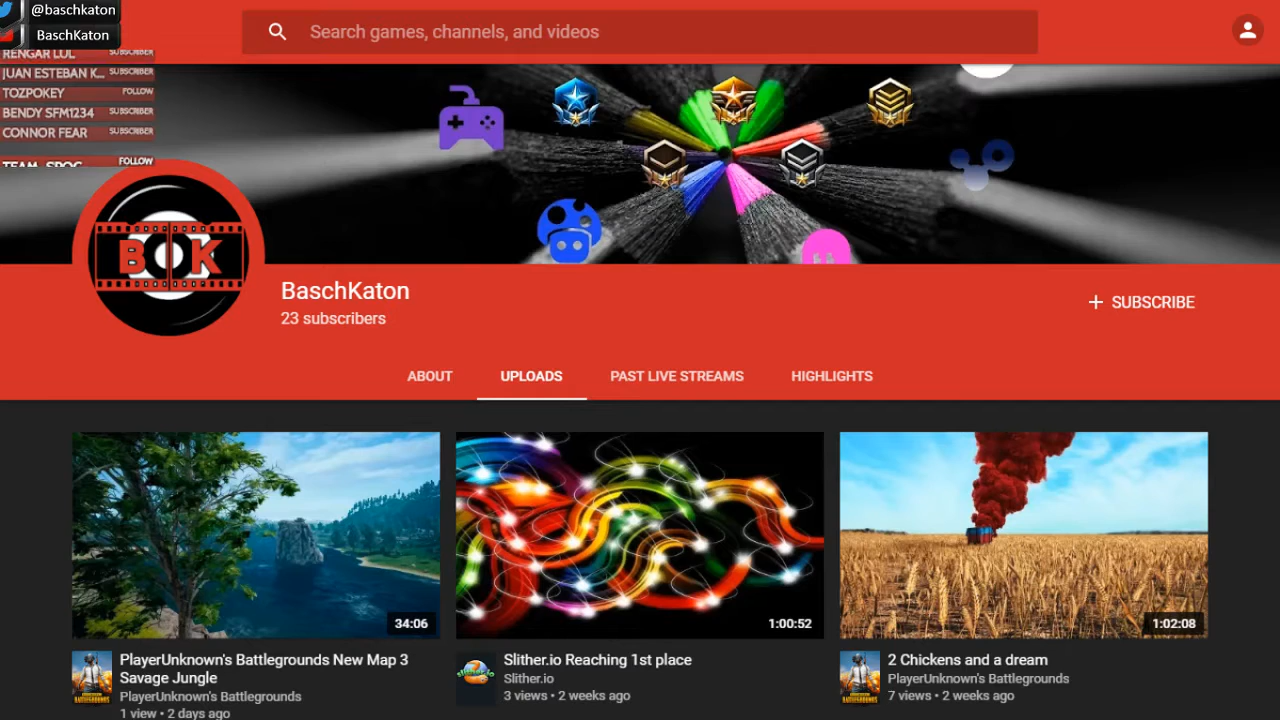 @baschkaton
BaschKaton
Search games, channels, and videos
RENGAR LUL SUBSCRIBER
JUAN ESTEBAN K... SUBSCRIBER
TOZPOKEY FOLLOW
BENDY SFM1234 SUBSCRIBER
CONNOR FEAR SUBSCRIBER
TEAM_SPOG FOLLOW
BOK
BaschKaton
23 subscribers
+ SUBSCRIBE
ABOUT UPLOADS PAST LIVE STREAMS HIGHLIGHTS
34:06 1:00:52 1:02:08
PlayerUnknown's Battlegrounds New Map 3
Savage Jungle
PlayerUnknown's Battlegrounds
1 view • 2 days ago
Slither.io Reaching 1st place
Slither.io
3 views • 2 weeks ago
2 Chickens and a dream
PlayerUnknown's Battlegrounds
7 views • 2 weeks ago